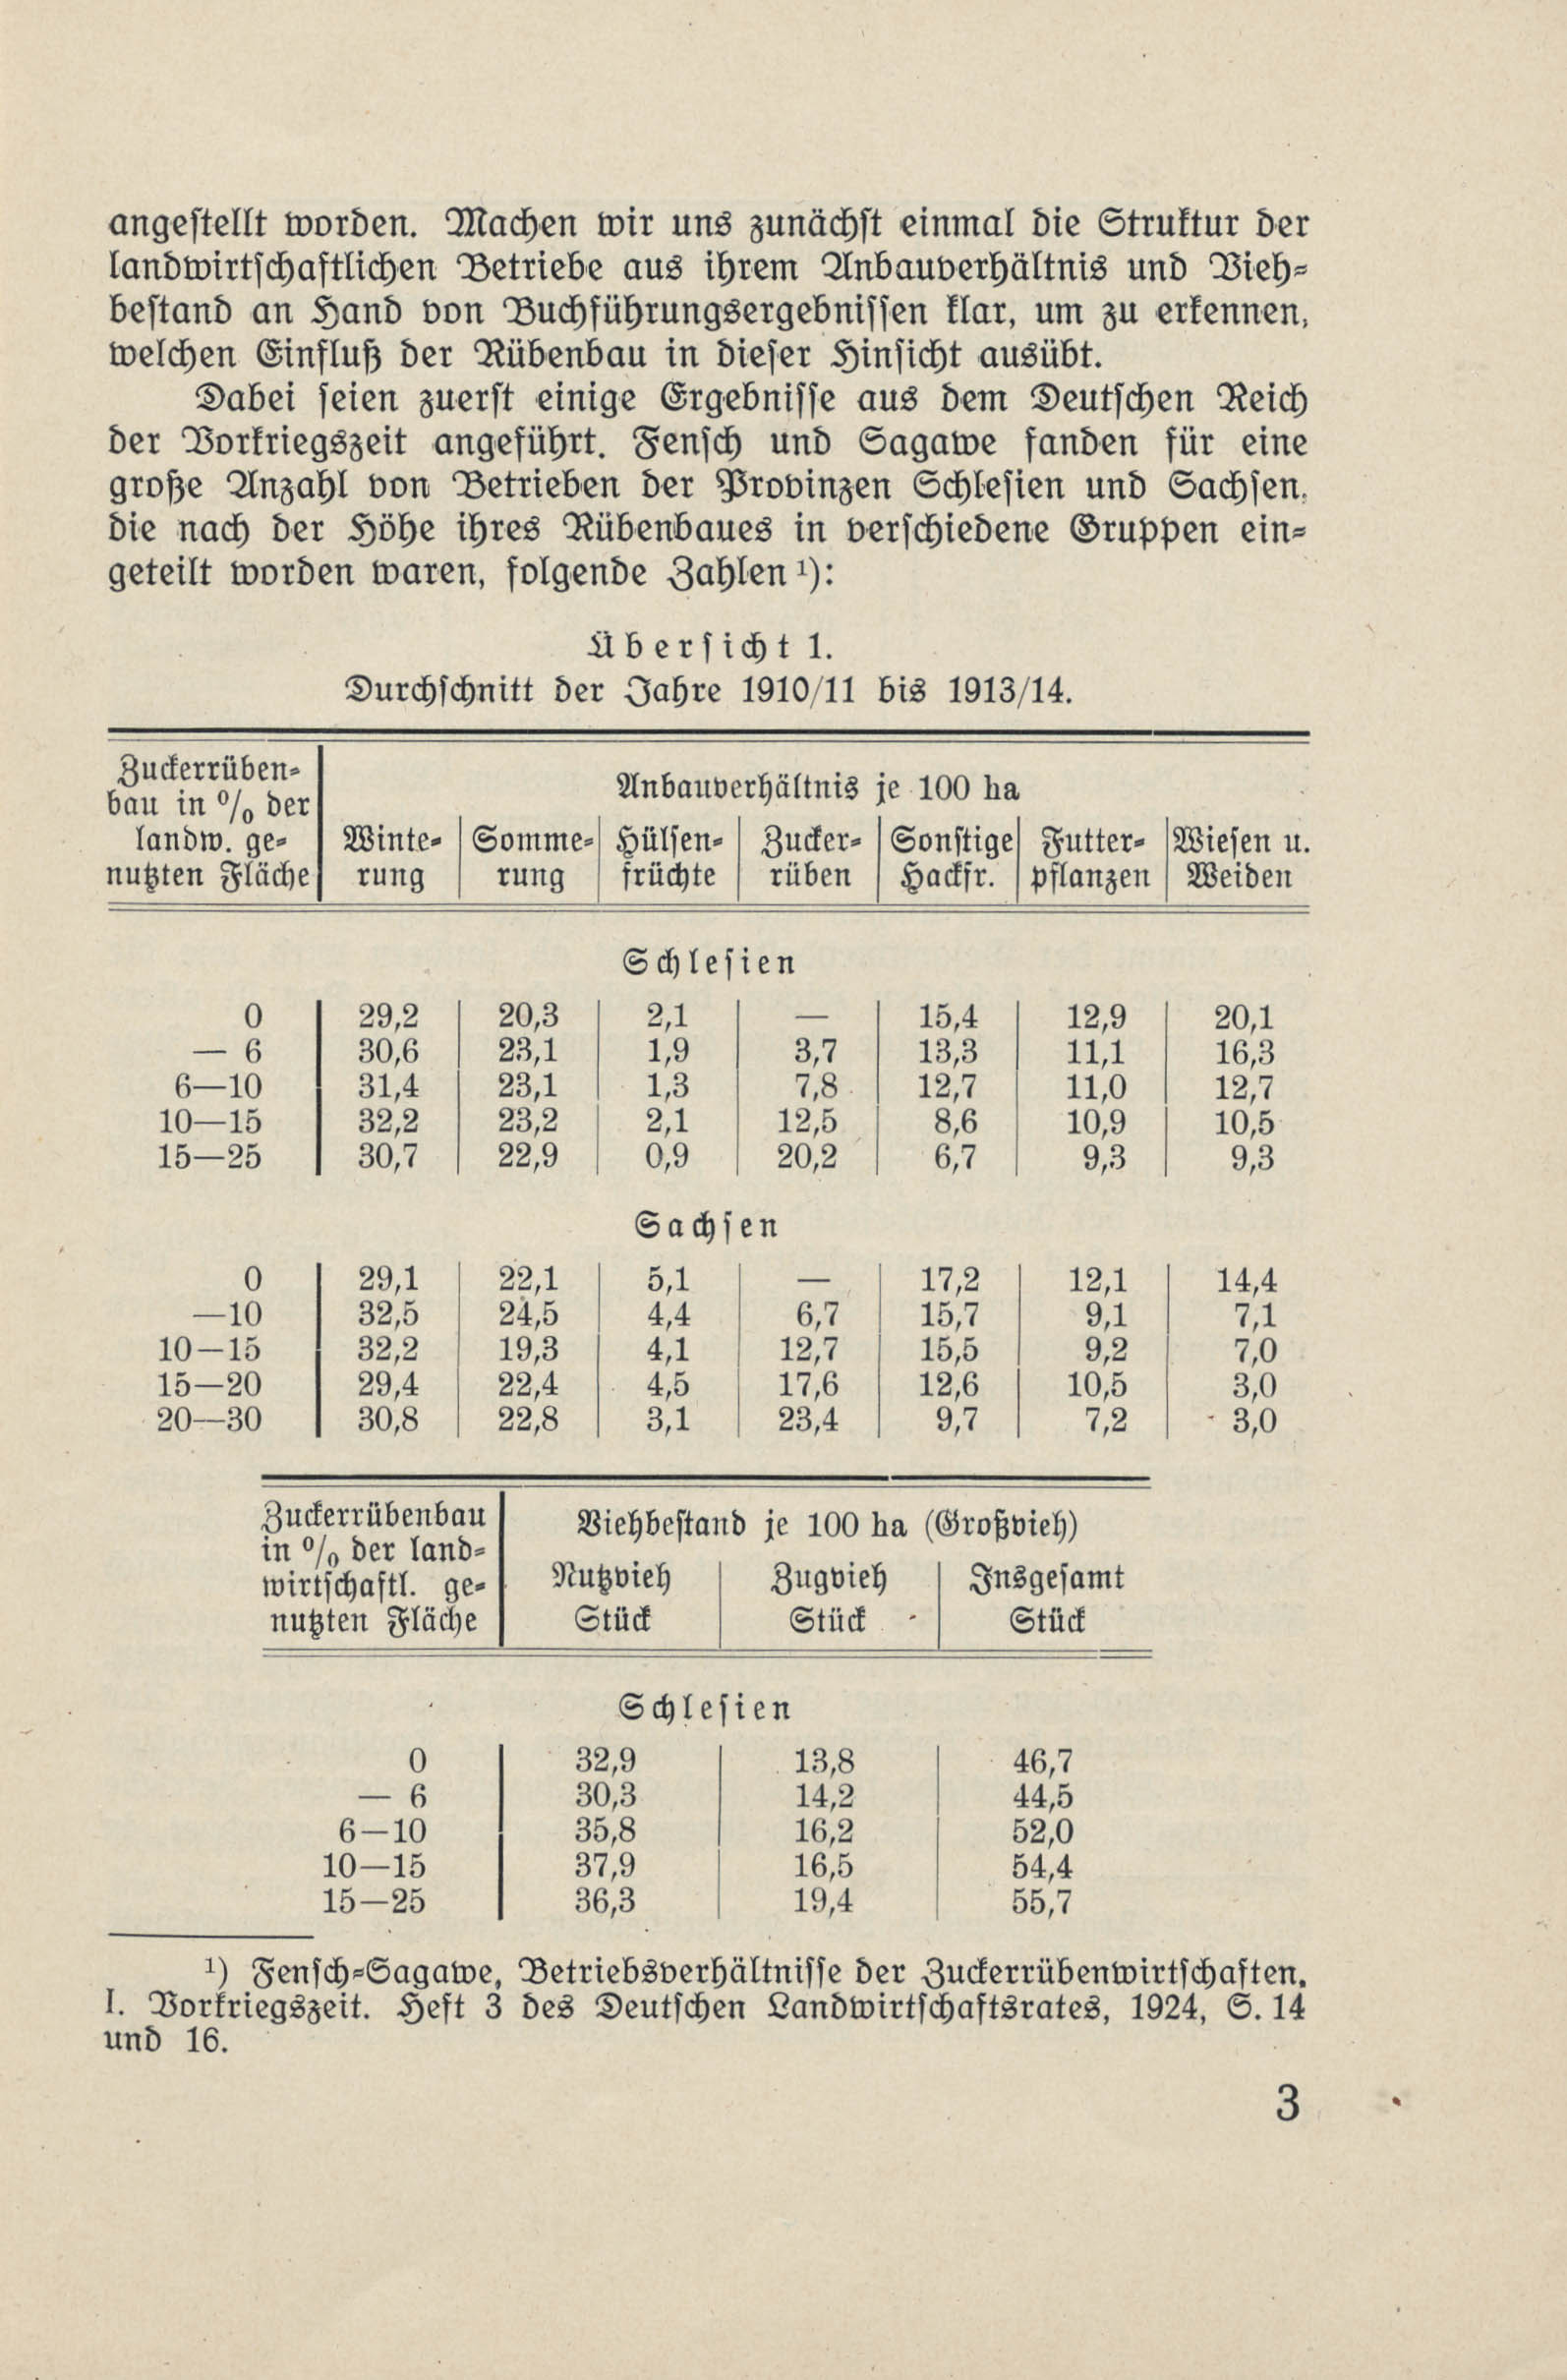 angestellt worden. Machen wir uns zunächst einmal die Struktur der
landwirtschaftlichen Betriebe aus ihrem Anbauverhältnis und Vieh-
bestand an Hand von Buchführungsergebnissen klar, um zu erkennen,
welchen Einfluß der Rübenbau in dieser Hinsicht ausübt.
Dabei seien zuerst einige Ergebnisse aus dem Deutschen Reich
der Vorkriegszeit angeführt. Fensch und Sagawe fanden für eine
große Anzahl von Betrieben der Provinzen Schlesien und Sachsen,
die nach der Höhe ihres Rübenbaues in verschiedene Gruppen ein-
geteilt worden waren, folgende Zahlen ¹):
Übersicht 1.
Durchschnitt der Jahre 1910/11 bis 1913/14.
Zuckerrüben-
bau in % der
landw. ge-
nutzten Fläche
Anbauverhältnis je 100 ha
Winte- Somme- Hülsen- Zucker- Sonstige Futter- Wiesen u.
rung rung früchte rüben Hackfr. pflanzen Weiden
Schlesien
0 29,2 20,3 2,1 — 15,4 12,9 20,1
— 6 30,6 23,1 1,9 3,7 13,3 11,1 16,3
6—10 31,4 23,1 1,3 7,8 12,7 11,0 12,7
10—15 32,2 23,2 2,1 12,5 8,6 10,9 10,5
15—25 30,7 22,9 0,9 20,2 6,7 9,3 9,3
Sachsen
0 29,1 22,1 5,1 — 17,2 12,1 14,4
—10 32,5 24,5 4,4 6,7 15,7 9,1 7,1
10—15 32,2 19,3 4,1 12,7 15,5 9,2 7,0
15—20 29,4 22,4 4,5 17,6 12,6 10,5 3,0
20—30 30,8 22,8 3,1 23,4 9,7 7,2 3,0
Zuckerrübenbau
in % der land-
wirtschaftl. ge-
nutzten Fläche
Viehbestand je 100 ha (Großvieh)
Nutzvieh Zugvieh Insgesamt
Stück Stück Stück
Schlesien
0 32,9 13,8 46,7
— 6 30,3 14,2 44,5
6—10 35,8 16,2 52,0
10—15 37,9 16,5 54,4
15—25 36,3 19,4 55,7
¹) Fensch-Sagawe, Betriebsverhältnisse der Zuckerrübenwirtschaften.
I. Vorkriegszeit. Heft 3 des Deutschen Landwirtschaftsrates, 1924, S. 14
und 16.
3